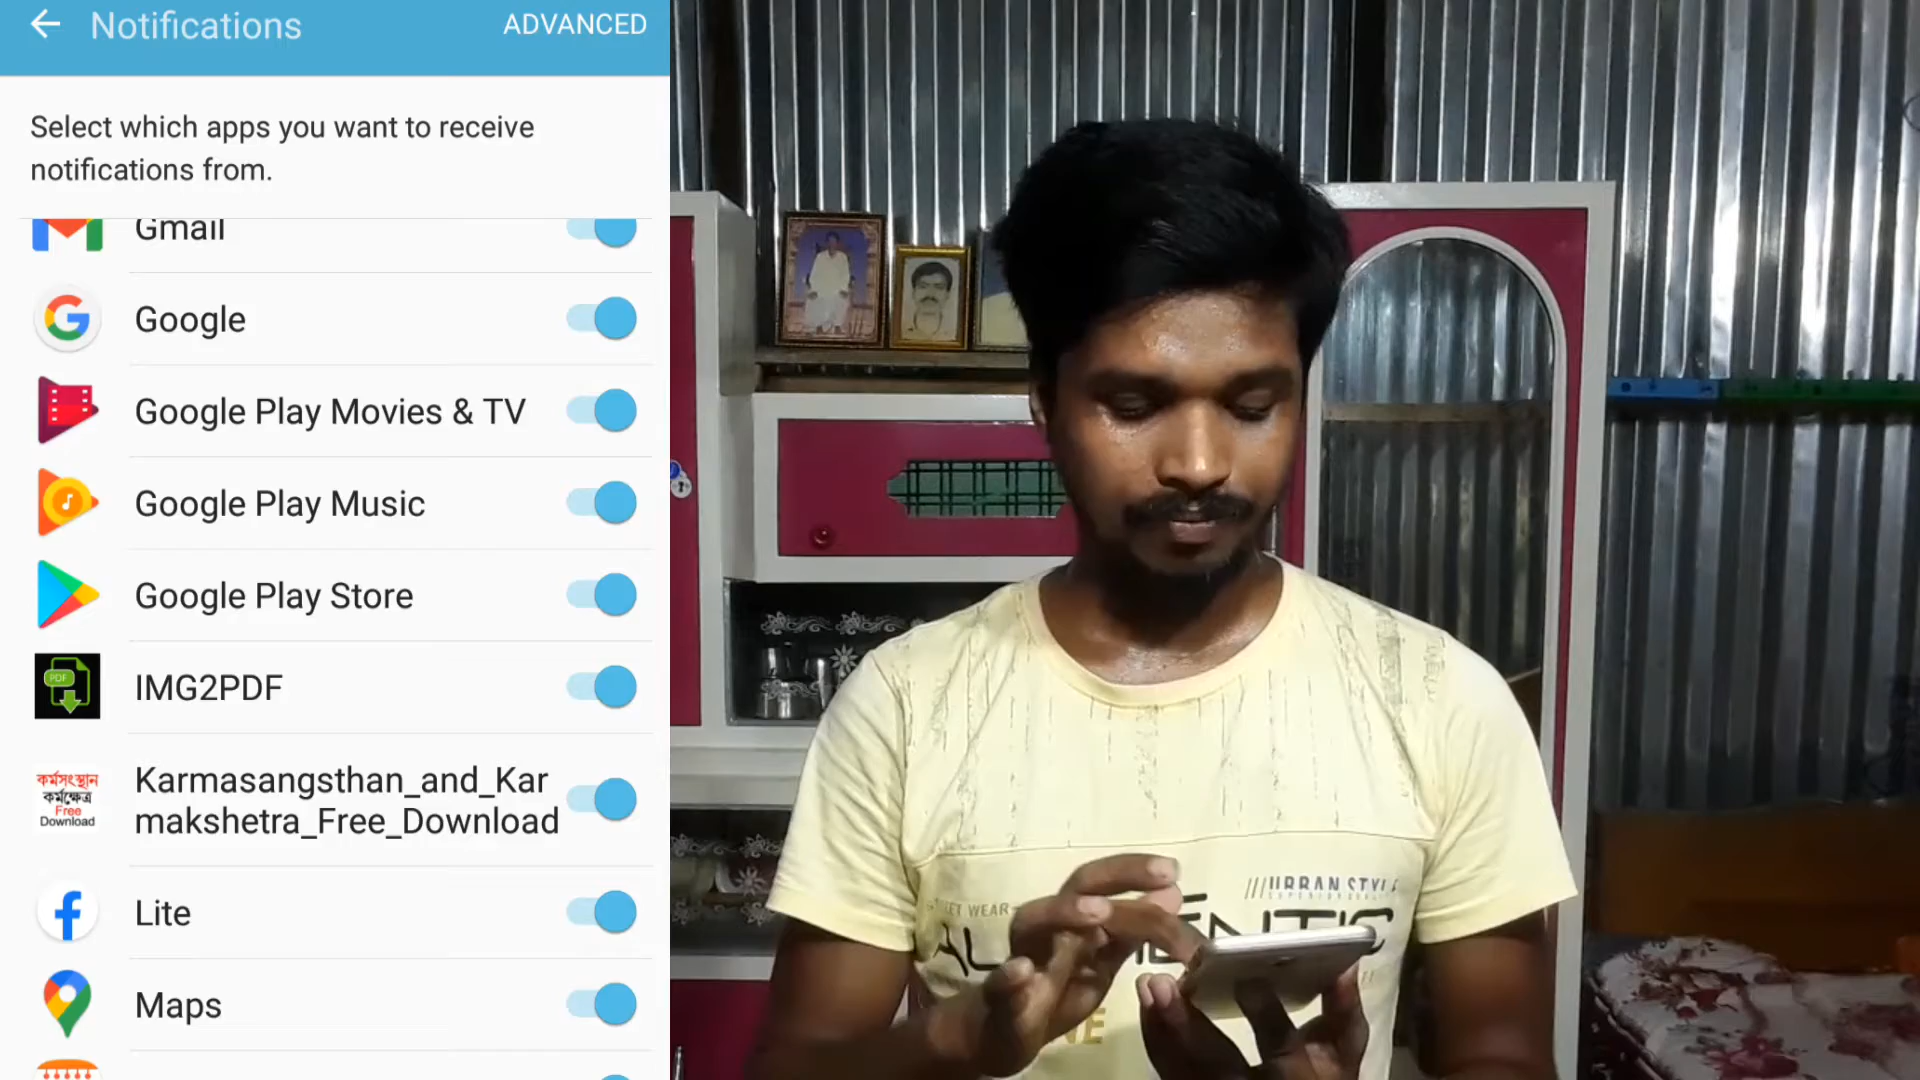 Notifications
ADVANCED
Select which apps you want to receive
notifications from.
Gmail
Google
Google Play Movies & TV
Google Play Music
Google Play Store
PDF
IMG2PDF
কর্মসংস্থান
কর্মক্ষেত্র
Free
Download
Karmasangsthan_and_Kar
makshetra_Free_Download
Lite
Maps
///URBAN STYLE
WEAR